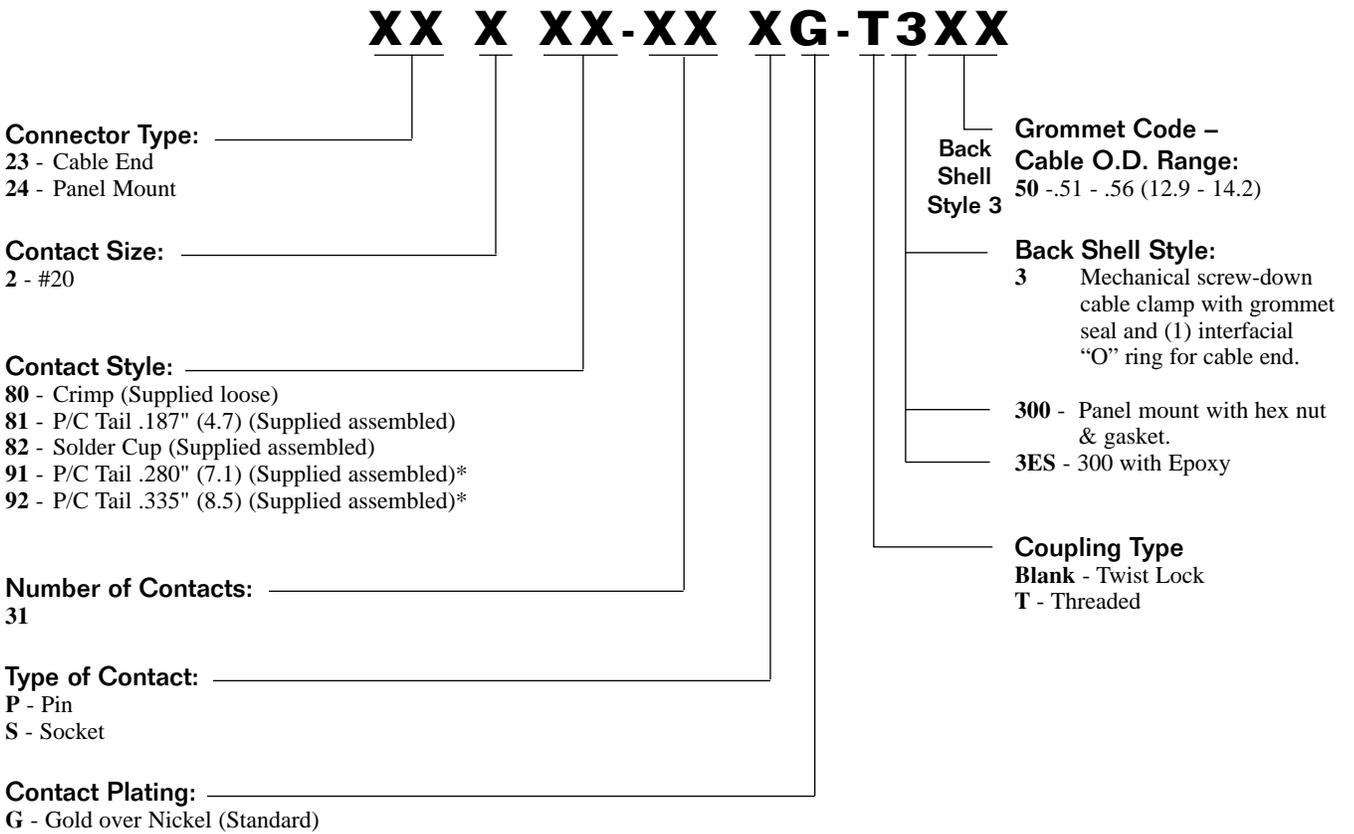 XX X XX-XX XG-T3XX
Connector Type:
23 - Cable End
24 - Panel Mount
Contact Size:
2 - #20
Contact Style:
80 - Crimp (Supplied loose)
81 - P/C Tail .187" (4.7) (Supplied assembled)
82 - Solder Cup (Supplied assembled)
91 - P/C Tail .280" (7.1) (Supplied assembled)*
92 - P/C Tail .335" (8.5) (Supplied assembled)*
Number of Contacts:
31
Type of Contact:
P - Pin
S - Socket
Contact Plating:
G - Gold over Nickel (Standard)
Back
Shell
Style 3
Grommet Code –
Cable O.D. Range:
50 -.51 - .56 (12.9 - 14.2)
Back Shell Style:
3 Mechanical screw-down
cable clamp with grommet
seal and (1) interfacial
“O” ring for cable end.
300 - Panel mount with hex nut
& gasket.
3ES - 300 with Epoxy
Coupling Type
Blank - Twist Lock
T - Threaded